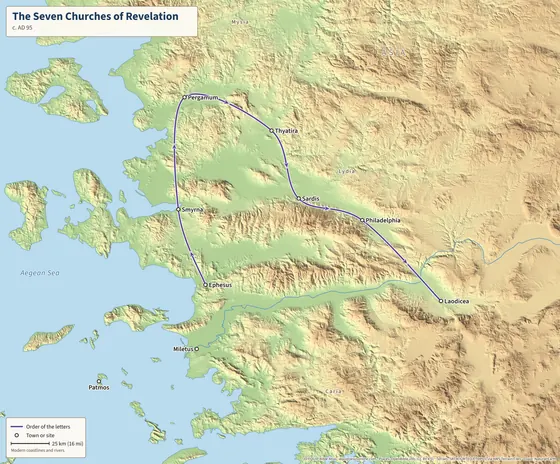 The Seven Churches of Revelation
c. AD 95
Mysia
Pergamum
Thyatira
Lydia
Sardis
Smyrna
Philadelphia
Aegean Sea
Ephesus
Laodicea
Miletus
Patmos
Caria
Order of the letters
Town or site
25 km (16 mi)
Modern coastlines and rivers